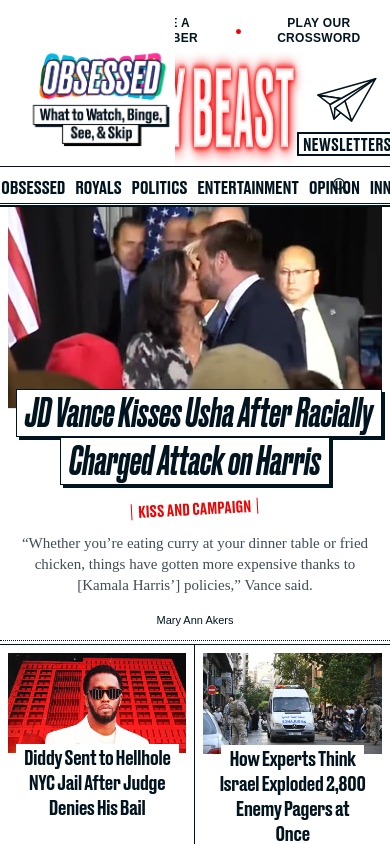 E A
BER
PLAY OUR
CROSSWORD
OBSESSED
What to Watch, Binge,
See, & Skip
Y BEAST
NEWSLETTERS
OBSESSED ROYALS POLITICS ENTERTAINMENT OPINION INN
JD Vance Kisses Usha After Racially
Charged Attack on Harris
KISS AND CAMPAIGN
“Whether you’re eating curry at your dinner table or fried
chicken, things have gotten more expensive thanks to
[Kamala Harris’] policies,” Vance said.
Mary Ann Akers
Diddy Sent to Hellhole
NYC Jail After Judge
Denies His Bail
How Experts Think
Israel Exploded 2,800
Enemy Pagers at
Once